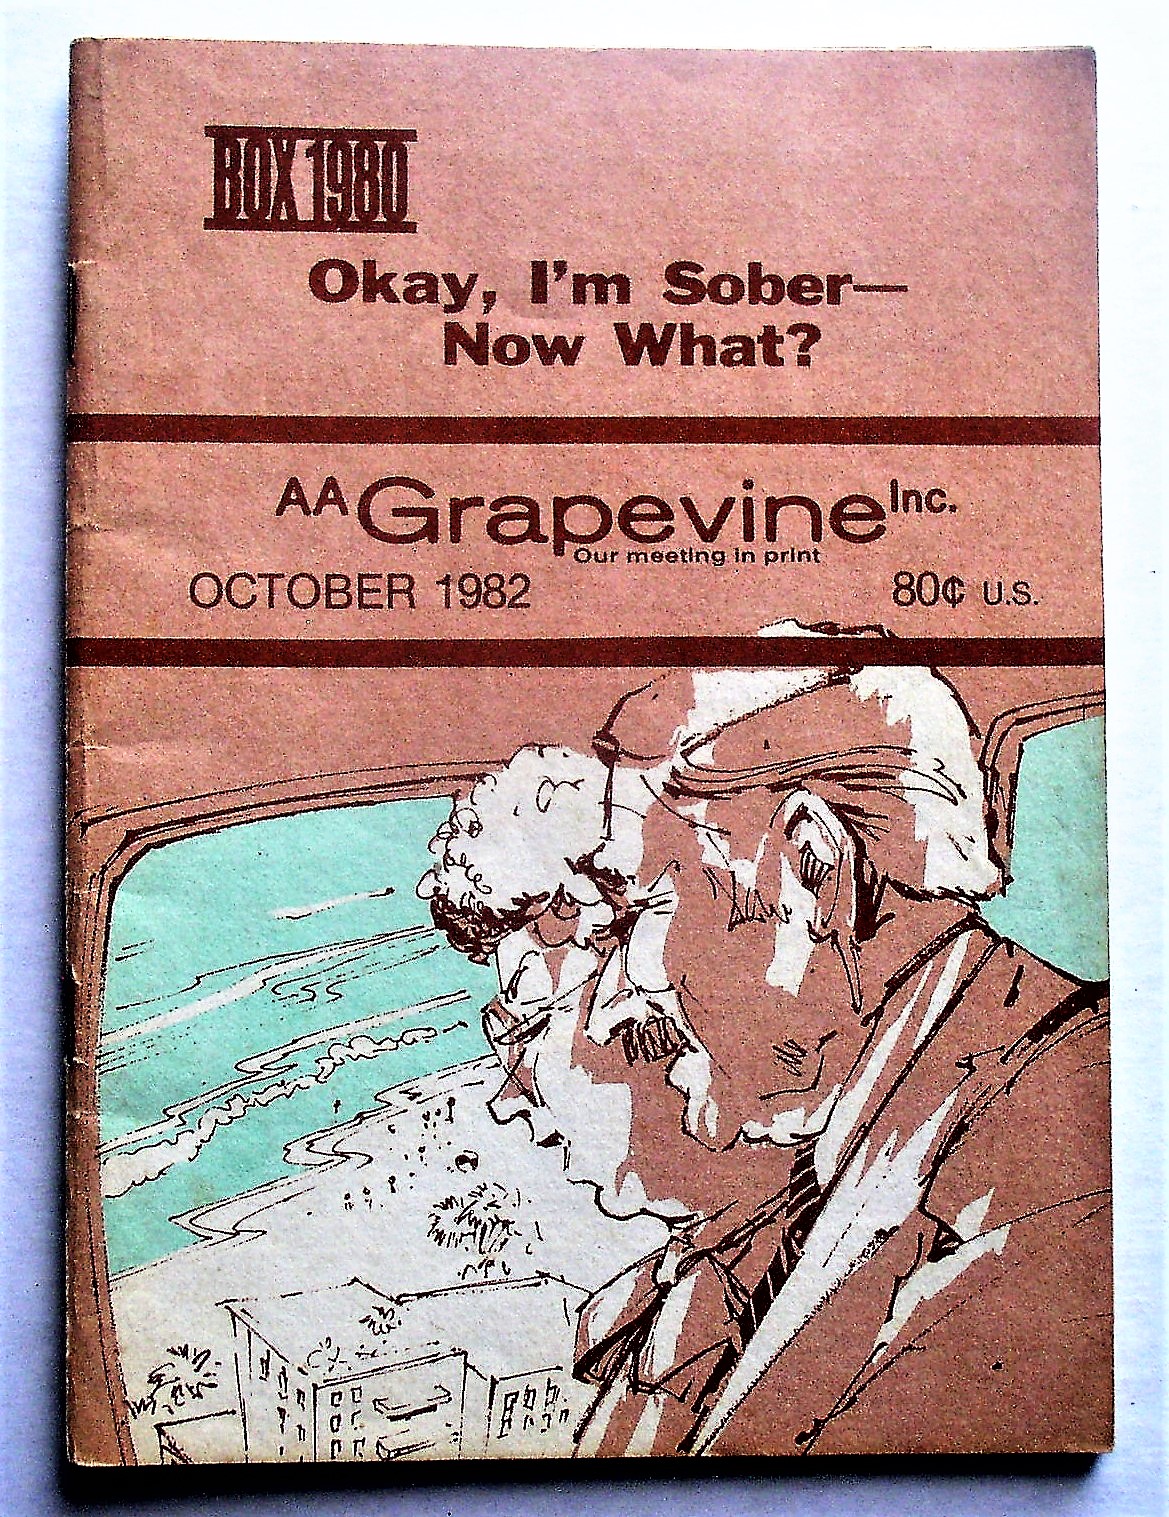 BOX 1980
Okay, I'm Sober—
Now What?
AA Grapevine Inc.
Our meeting in print
OCTOBER 1982 80¢ U.S.